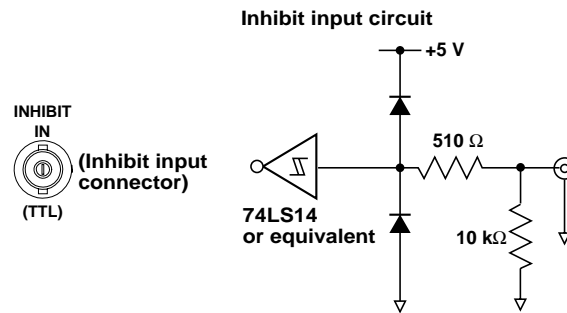 Inhibit input circuit
+5 V
INHIBIT
IN
(Inhibit input
connector)
(TTL)
510 Ω
74LS14
or equivalent
10 kΩ